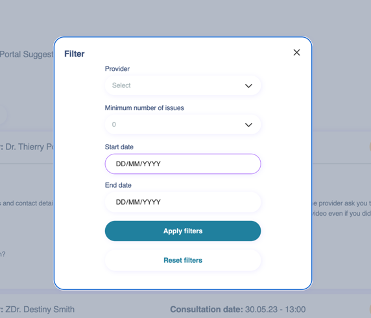 Portal Suggest
Filter
Provider
Select
Minimum number of issues
0
Start date
DD/MM/YYYY
End date
DD/MM/YYYY
Apply filters
Reset filters
: Dr. Thierry
s and contact detai
e provider ask you t
video even if you did
?
: ZDr. Destiny Smith
Consultation date: 30.05.23 - 13:00